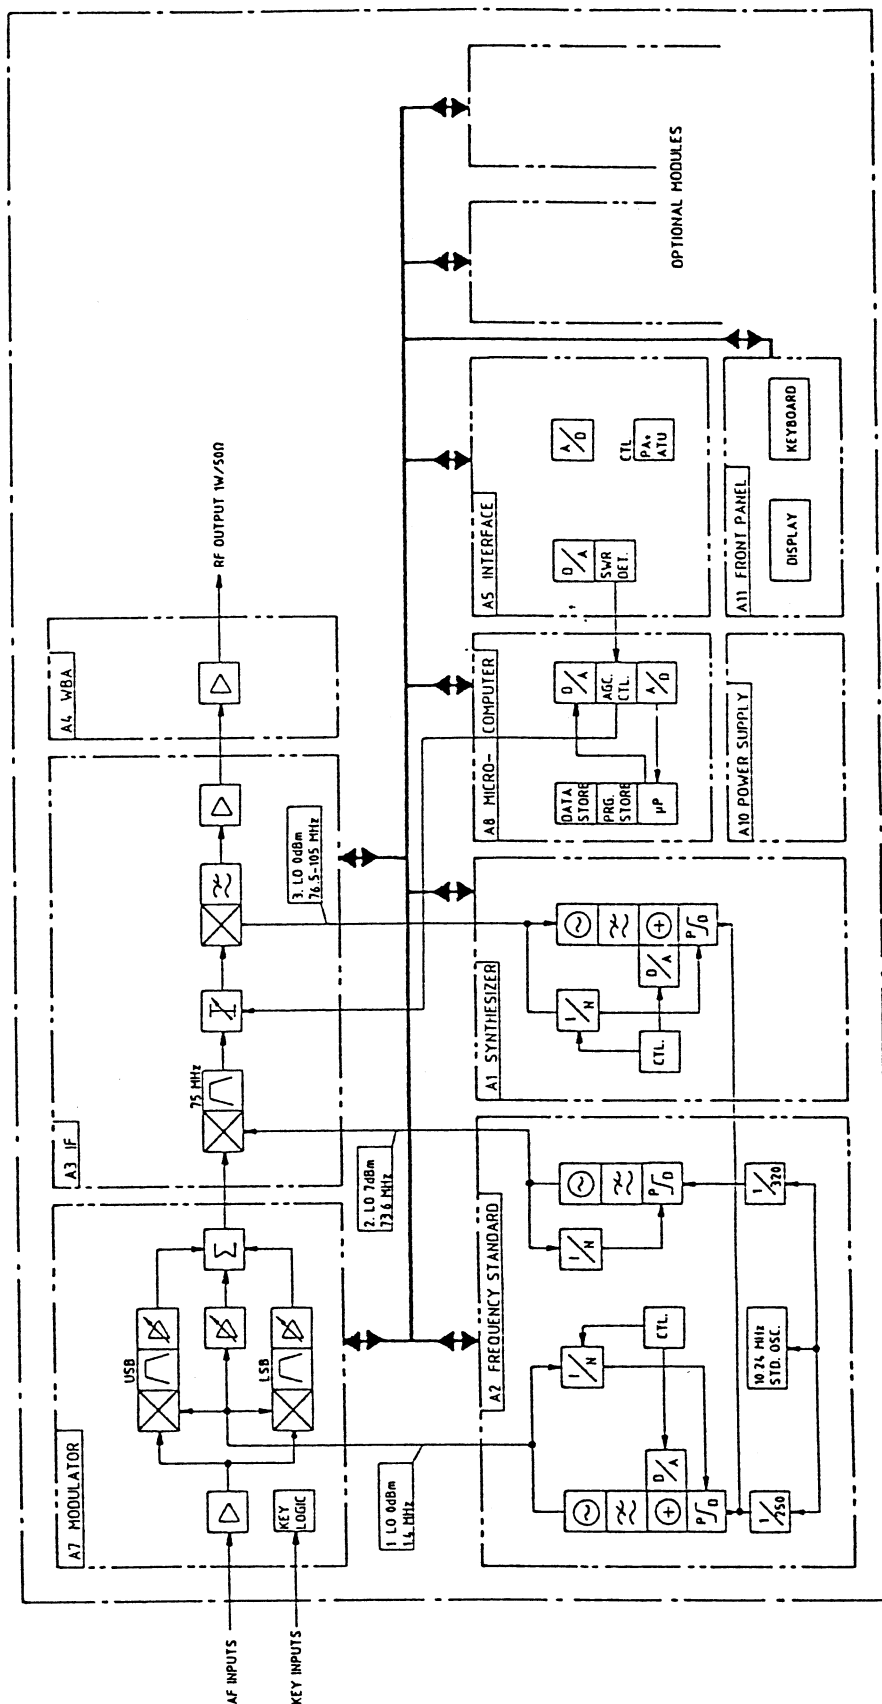 AF INPUTS
KEY INPUTS
A7 MODULATOR
KEY
LOGIC
USB
LSB
Σ
1. LO 0dBm
1.4 MHz
A3 IF
75 MHz
2. LO 7dBm
73.6 MHz
3. LO 0dBm
76.5-105 MHz
A4 WBA
RF OUTPUT 1W/50Ω
A2 FREQUENCY STANDARD
1/N
CTL.
D/A
P∫D
1/250
10.24 MHz
STD. OSC.
1/N
P∫D
1/320
A1 SYNTHESIZER
1/N
CTL.
D/A
P∫D
A8 MICRO- COMPUTER
DATA
STORE
PRG.
STORE
µP
D/A
AGC.
CTL.
A/D
A10 POWER SUPPLY
A5 INTERFACE
D/A
SWR
DET.
A/D
CTL
PA+
ATU
A11 FRONT PANEL
DISPLAY
KEYBOARD
OPTIONAL MODULES